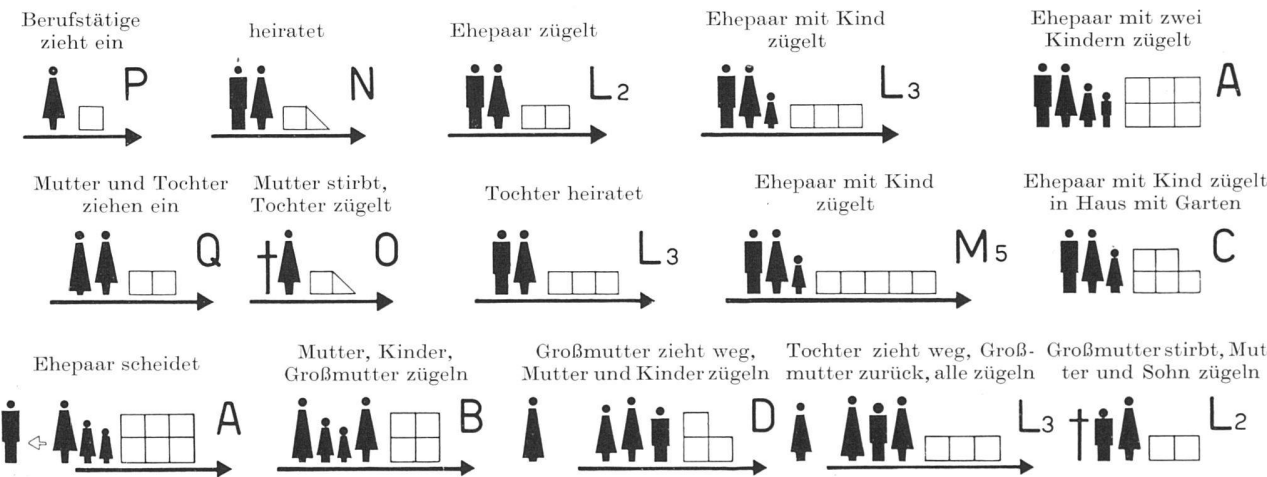 Berufstätige
zieht ein
P
heiratet
N
Ehepaar zügelt
L2
Ehepaar mit Kind
zügelt
L3
Ehepaar mit zwei
Kindern zügelt
A
Mutter und Tochter
ziehen ein
Q
Mutter stirbt,
Tochter zügelt
O
Tochter heiratet
L3
Ehepaar mit Kind
zügelt
M5
Ehepaar mit Kind zügelt
in Haus mit Garten
C
Ehepaar scheidet
A
Mutter, Kinder,
Großmutter zügeln
B
Großmutter zieht weg,
Mutter und Kinder zügeln
D
Tochter zieht weg, Groß-
mutter zurück, alle zügeln
L3
Großmutter stirbt, Mut
ter und Sohn zügeln
L2